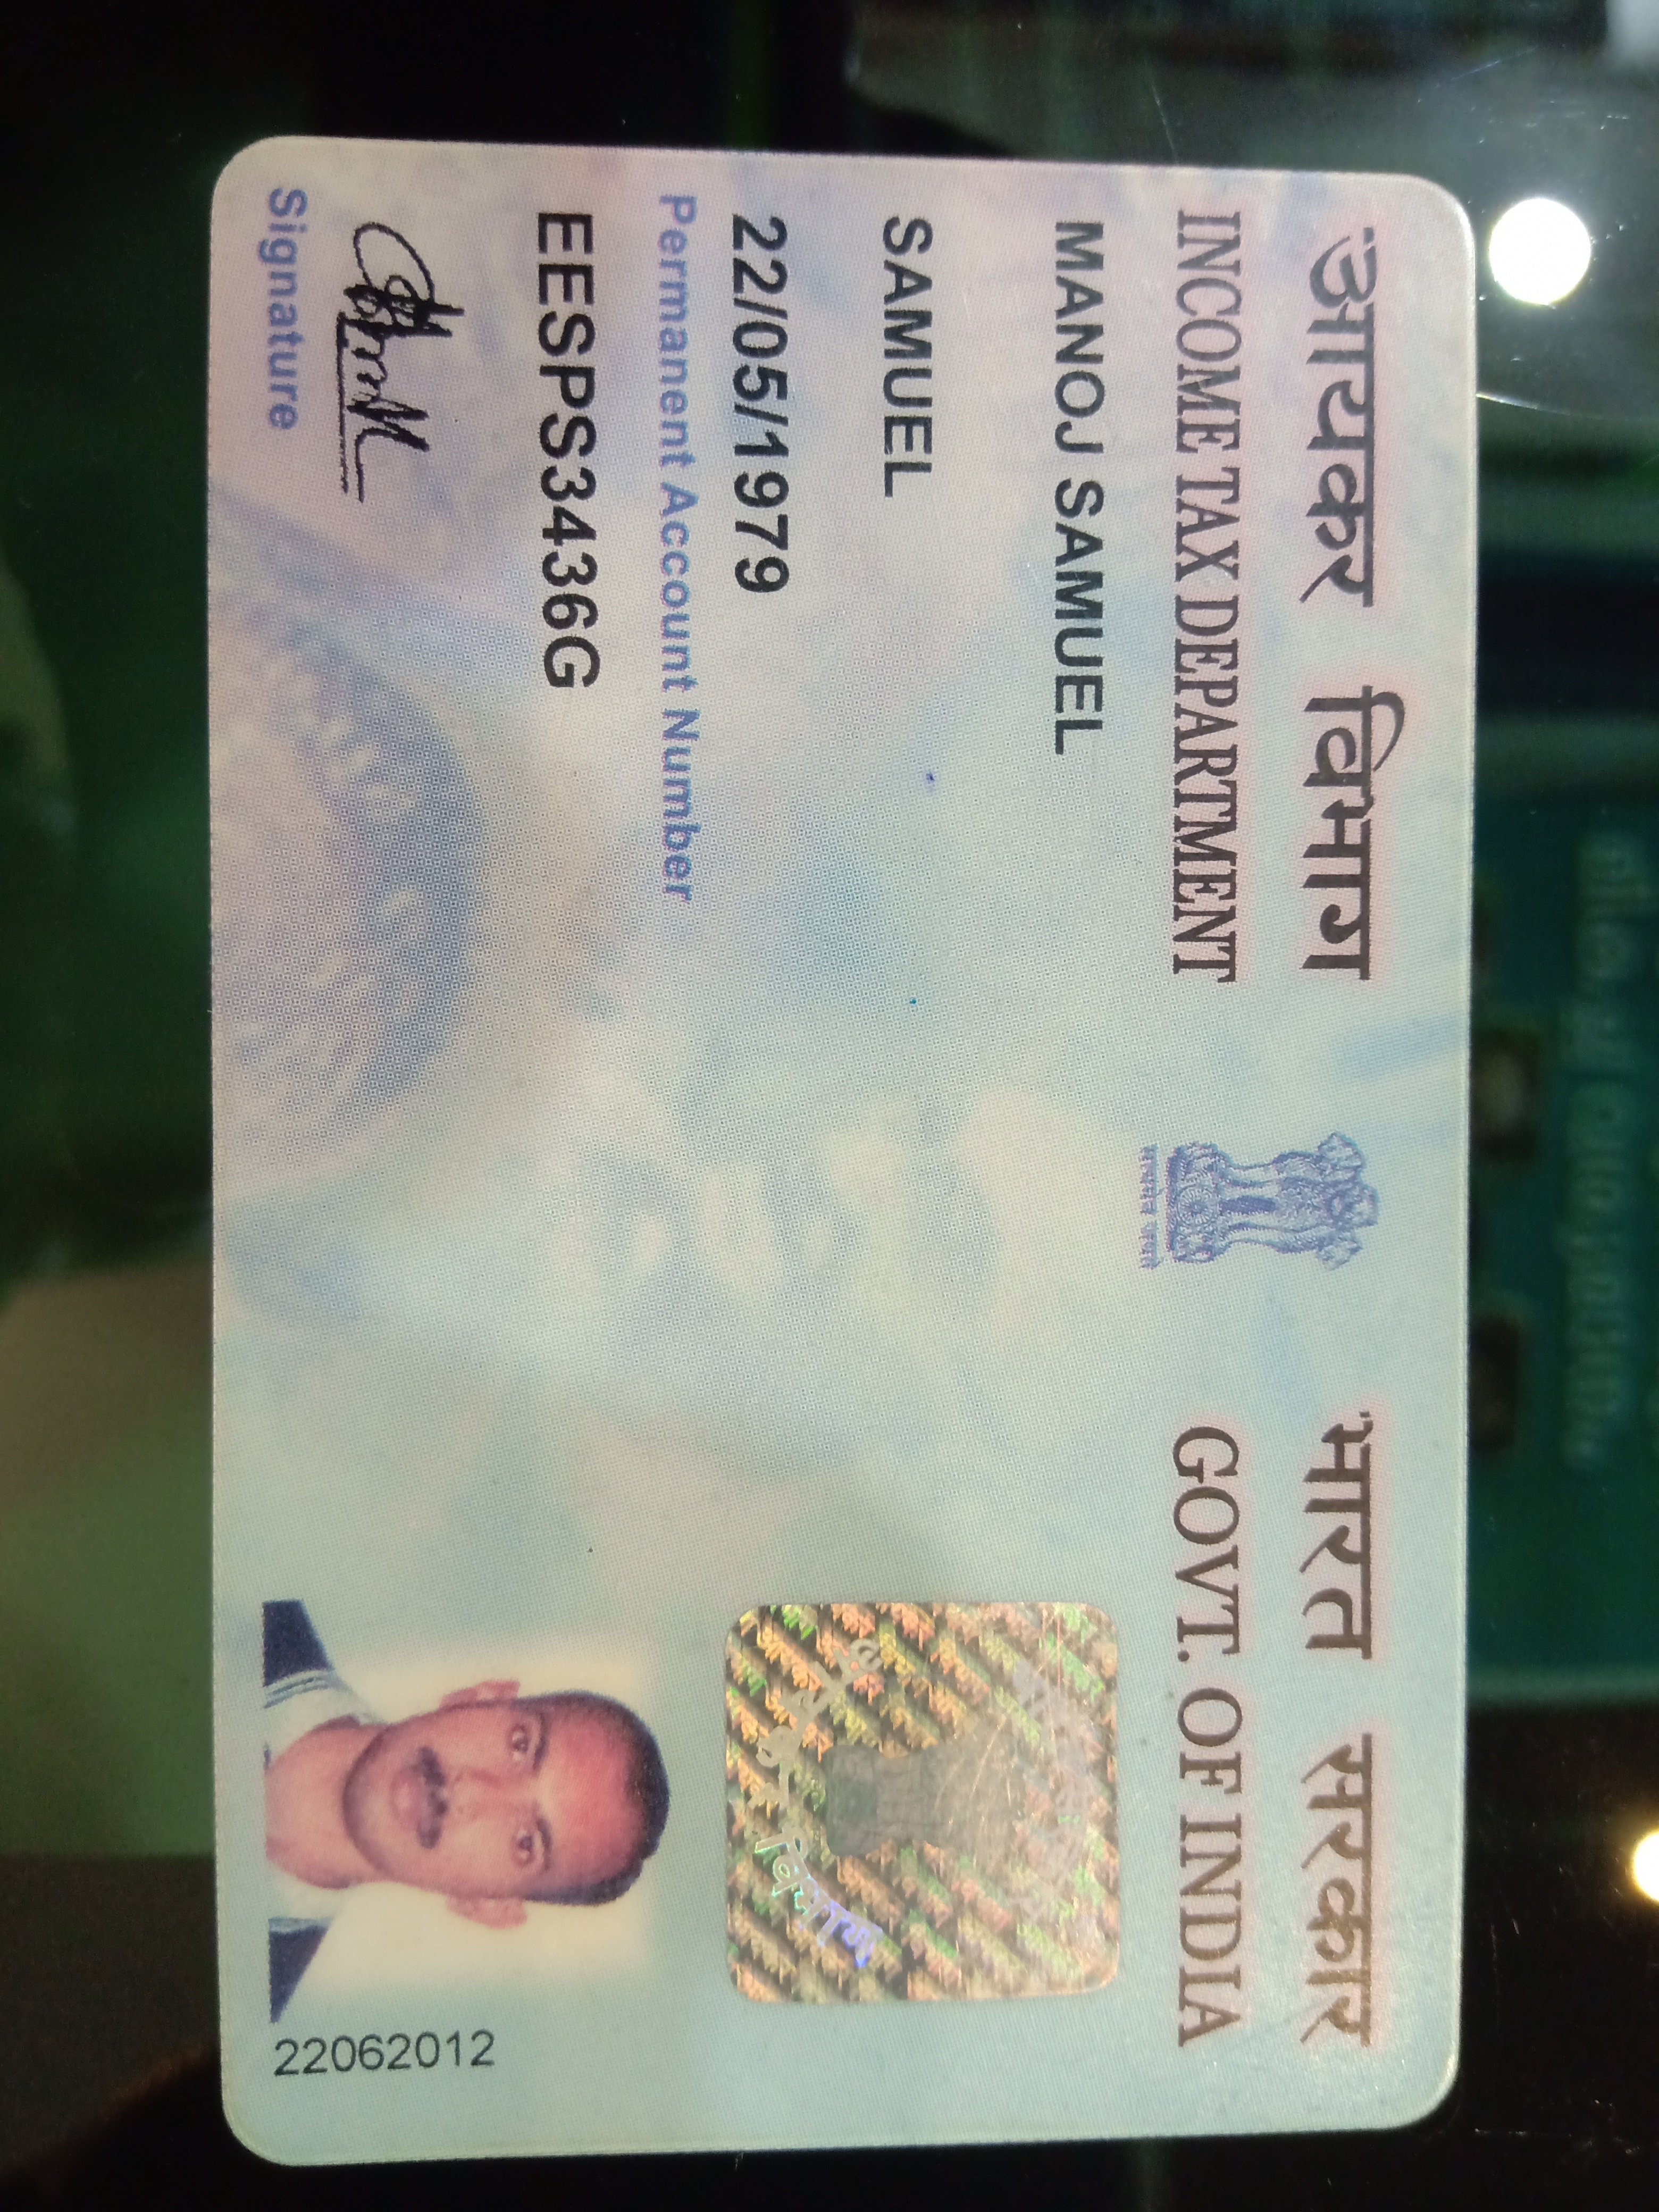 आयकर विभाग
INCOME TAX DEPARTMENT
सत्यमेव जयते
भारत सरकार
GOVT. OF INDIA
MANOJ SAMUEL
SAMUEL
22/05/1979
Permanent Account Number
EESPS3436G
Signature
22062012